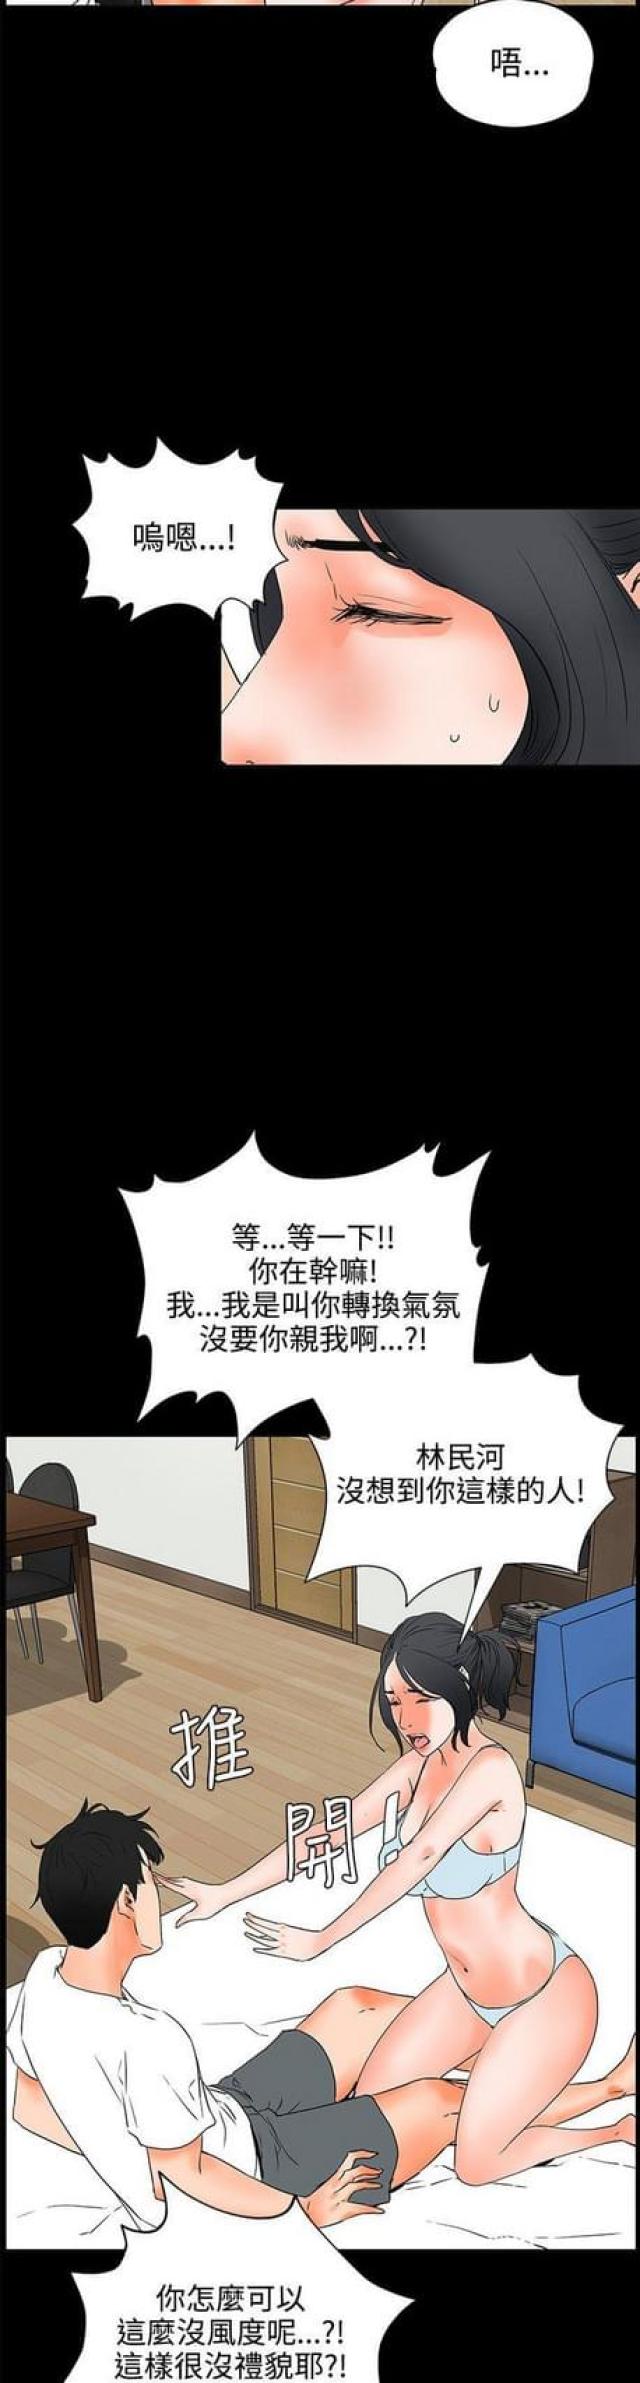 唔...
嗚嗯...!
等...等一下!!
你在幹嘛!
我...我是叫你轉換氣氛
沒要你親我啊...?!
林民河
沒想到你這樣的人!
推
開
你怎麼可以
這麼沒風度呢...?!
這樣很沒禮貌耶?!